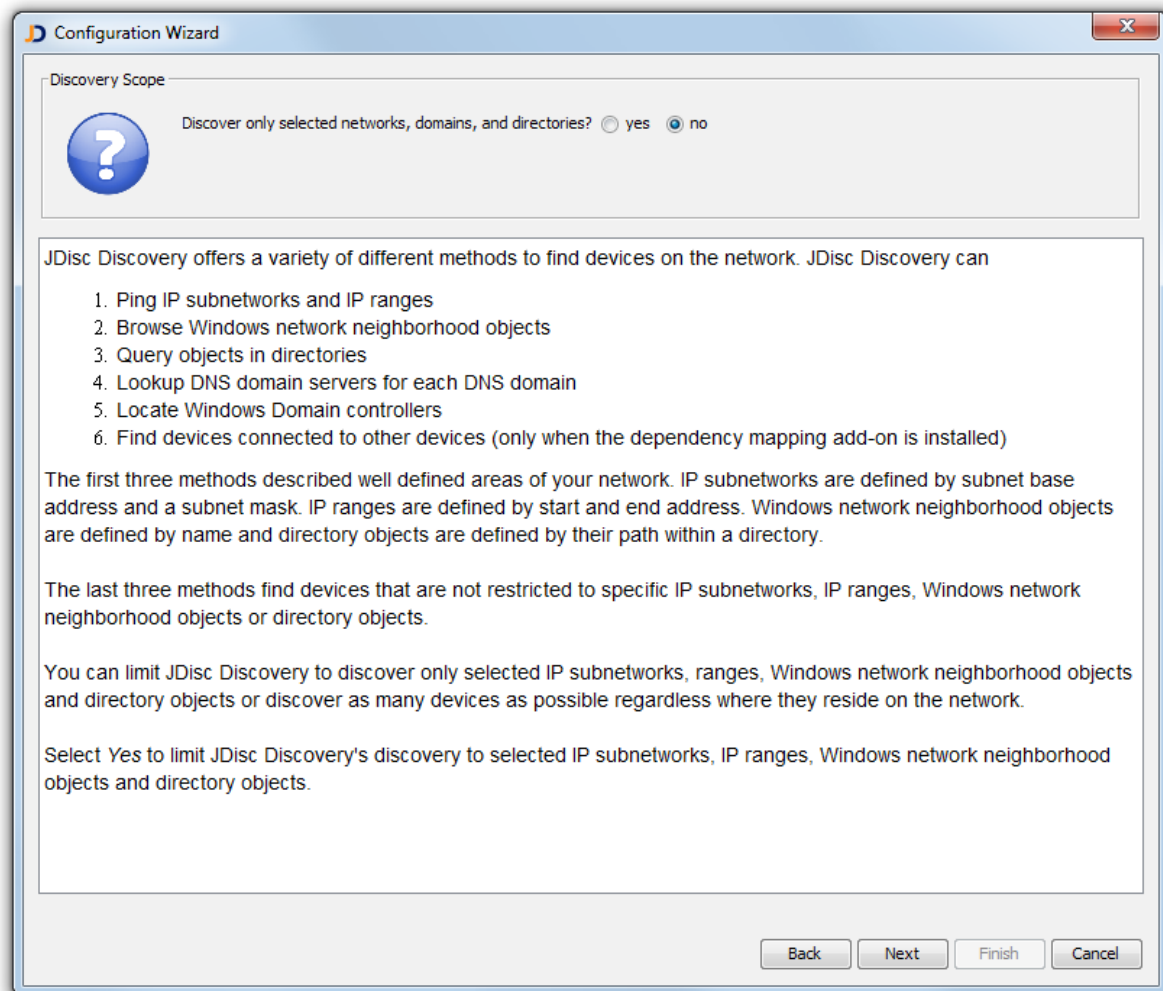 JD Configuration Wizard
Discovery Scope
Discover only selected networks, domains, and directories? yes no
JDisc Discovery offers a variety of different methods to find devices on the network. JDisc Discovery can
1. Ping IP subnetworks and IP ranges
2. Browse Windows network neighborhood objects
3. Query objects in directories
4. Lookup DNS domain servers for each DNS domain
5. Locate Windows Domain controllers
6. Find devices connected to other devices (only when the dependency mapping add-on is installed)
The first three methods described well defined areas of your network. IP subnetworks are defined by subnet base
address and a subnet mask. IP ranges are defined by start and end address. Windows network neighborhood objects
are defined by name and directory objects are defined by their path within a directory.
The last three methods find devices that are not restricted to specific IP subnetworks, IP ranges, Windows network
neighborhood objects or directory objects.
You can limit JDisc Discovery to discover only selected IP subnetworks, ranges, Windows network neighborhood objects
and directory objects or discover as many devices as possible regardless where they reside on the network.
Select Yes to limit JDisc Discovery's discovery to selected IP subnetworks, IP ranges, Windows network neighborhood
objects and directory objects.
Back Next Finish Cancel